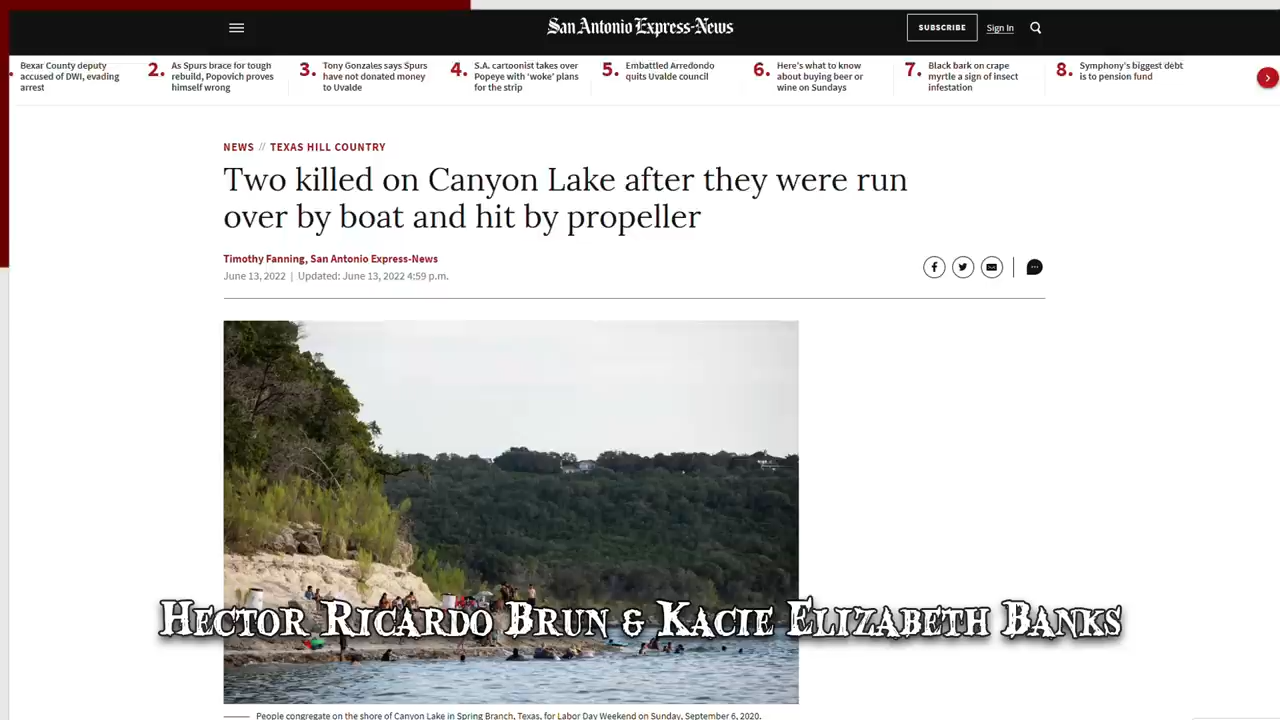 San Antonio Express-News
SUBSCRIBE
Sign In
Bexar County deputy
accused of DWI, evading
arrest
2. As Spurs brace for tough
rebuild, Popovich proves
himself wrong
3. Tony Gonzales says Spurs
have not donated money
to Uvalde
4. S.A. cartoonist takes over
Popeye with ‘woke’ plans
for the strip
5. Embattled Arredondo
quits Uvalde council
6. Here's what to know
about buying beer or
wine on Sundays
7. Black bark on crape
myrtle a sign of insect
infestation
8. Symphony's biggest debt
is to pension fund
NEWS // TEXAS HILL COUNTRY
Two killed on Canyon Lake after they were run
over by boat and hit by propeller
Timothy Fanning, San Antonio Express-News
June 13, 2022 | Updated: June 13, 2022 4:59 p.m.
Hector Ricardo Brun & Kacie Elizabeth Banks
People congregate on the shore of Canyon Lake in Spring Branch, Texas, for Labor Day Weekend on Sunday, September 6, 2020.